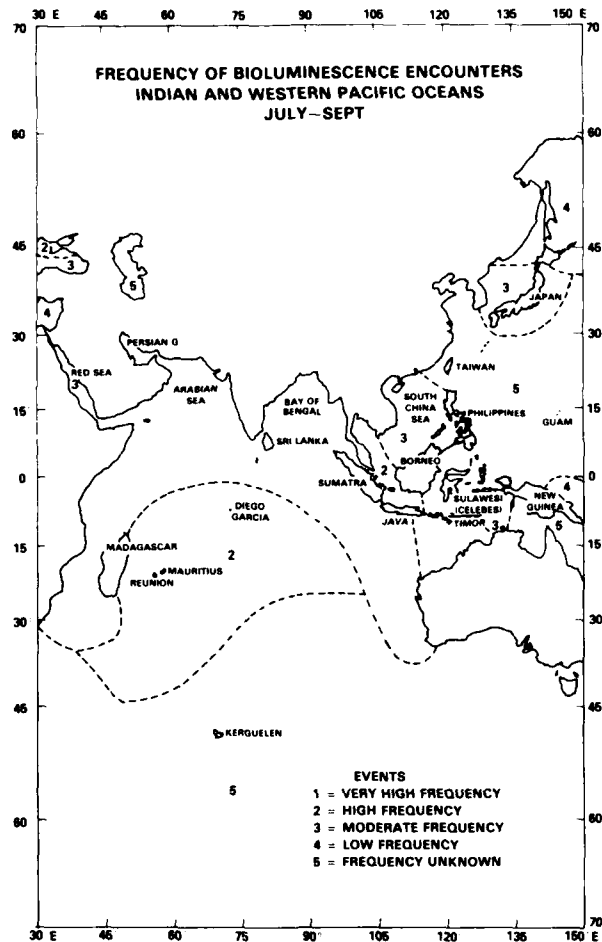 30 E 45 60 75 90 105 120 135 150 E
70 70
FREQUENCY OF BIOLUMINESCENCE ENCOUNTERS
INDIAN AND WESTERN PACIFIC OCEANS
JULY–SEPT
60 60
4
45 2 45
3
5 3
JAPAN
4
30 PERSIAN G 30
RED SEA TAIWAN
3 ARABIAN
SEA
5
BAY OF
BENGAL
SOUTH
CHINA
SEA
15 PHILIPPINES 15
GUAM
SRI LANKA 3
BORNEO
0 2 0
SUMATRA 4
SULAWESI
(CELEBES)
NEW
GUINEA
DIEGO
GARCIA
JAVA TIMOR 3 5
15 MADAGASCAR 2 15
MAURITIUS
REUNION
30 30
45 45
KERGUELEN
5
EVENTS
1 = VERY HIGH FREQUENCY
2 = HIGH FREQUENCY
60 3 = MODERATE FREQUENCY 60
4 = LOW FREQUENCY
5 = FREQUENCY UNKNOWN
70
30 E 45 60 75 90 105 120 135 150 E